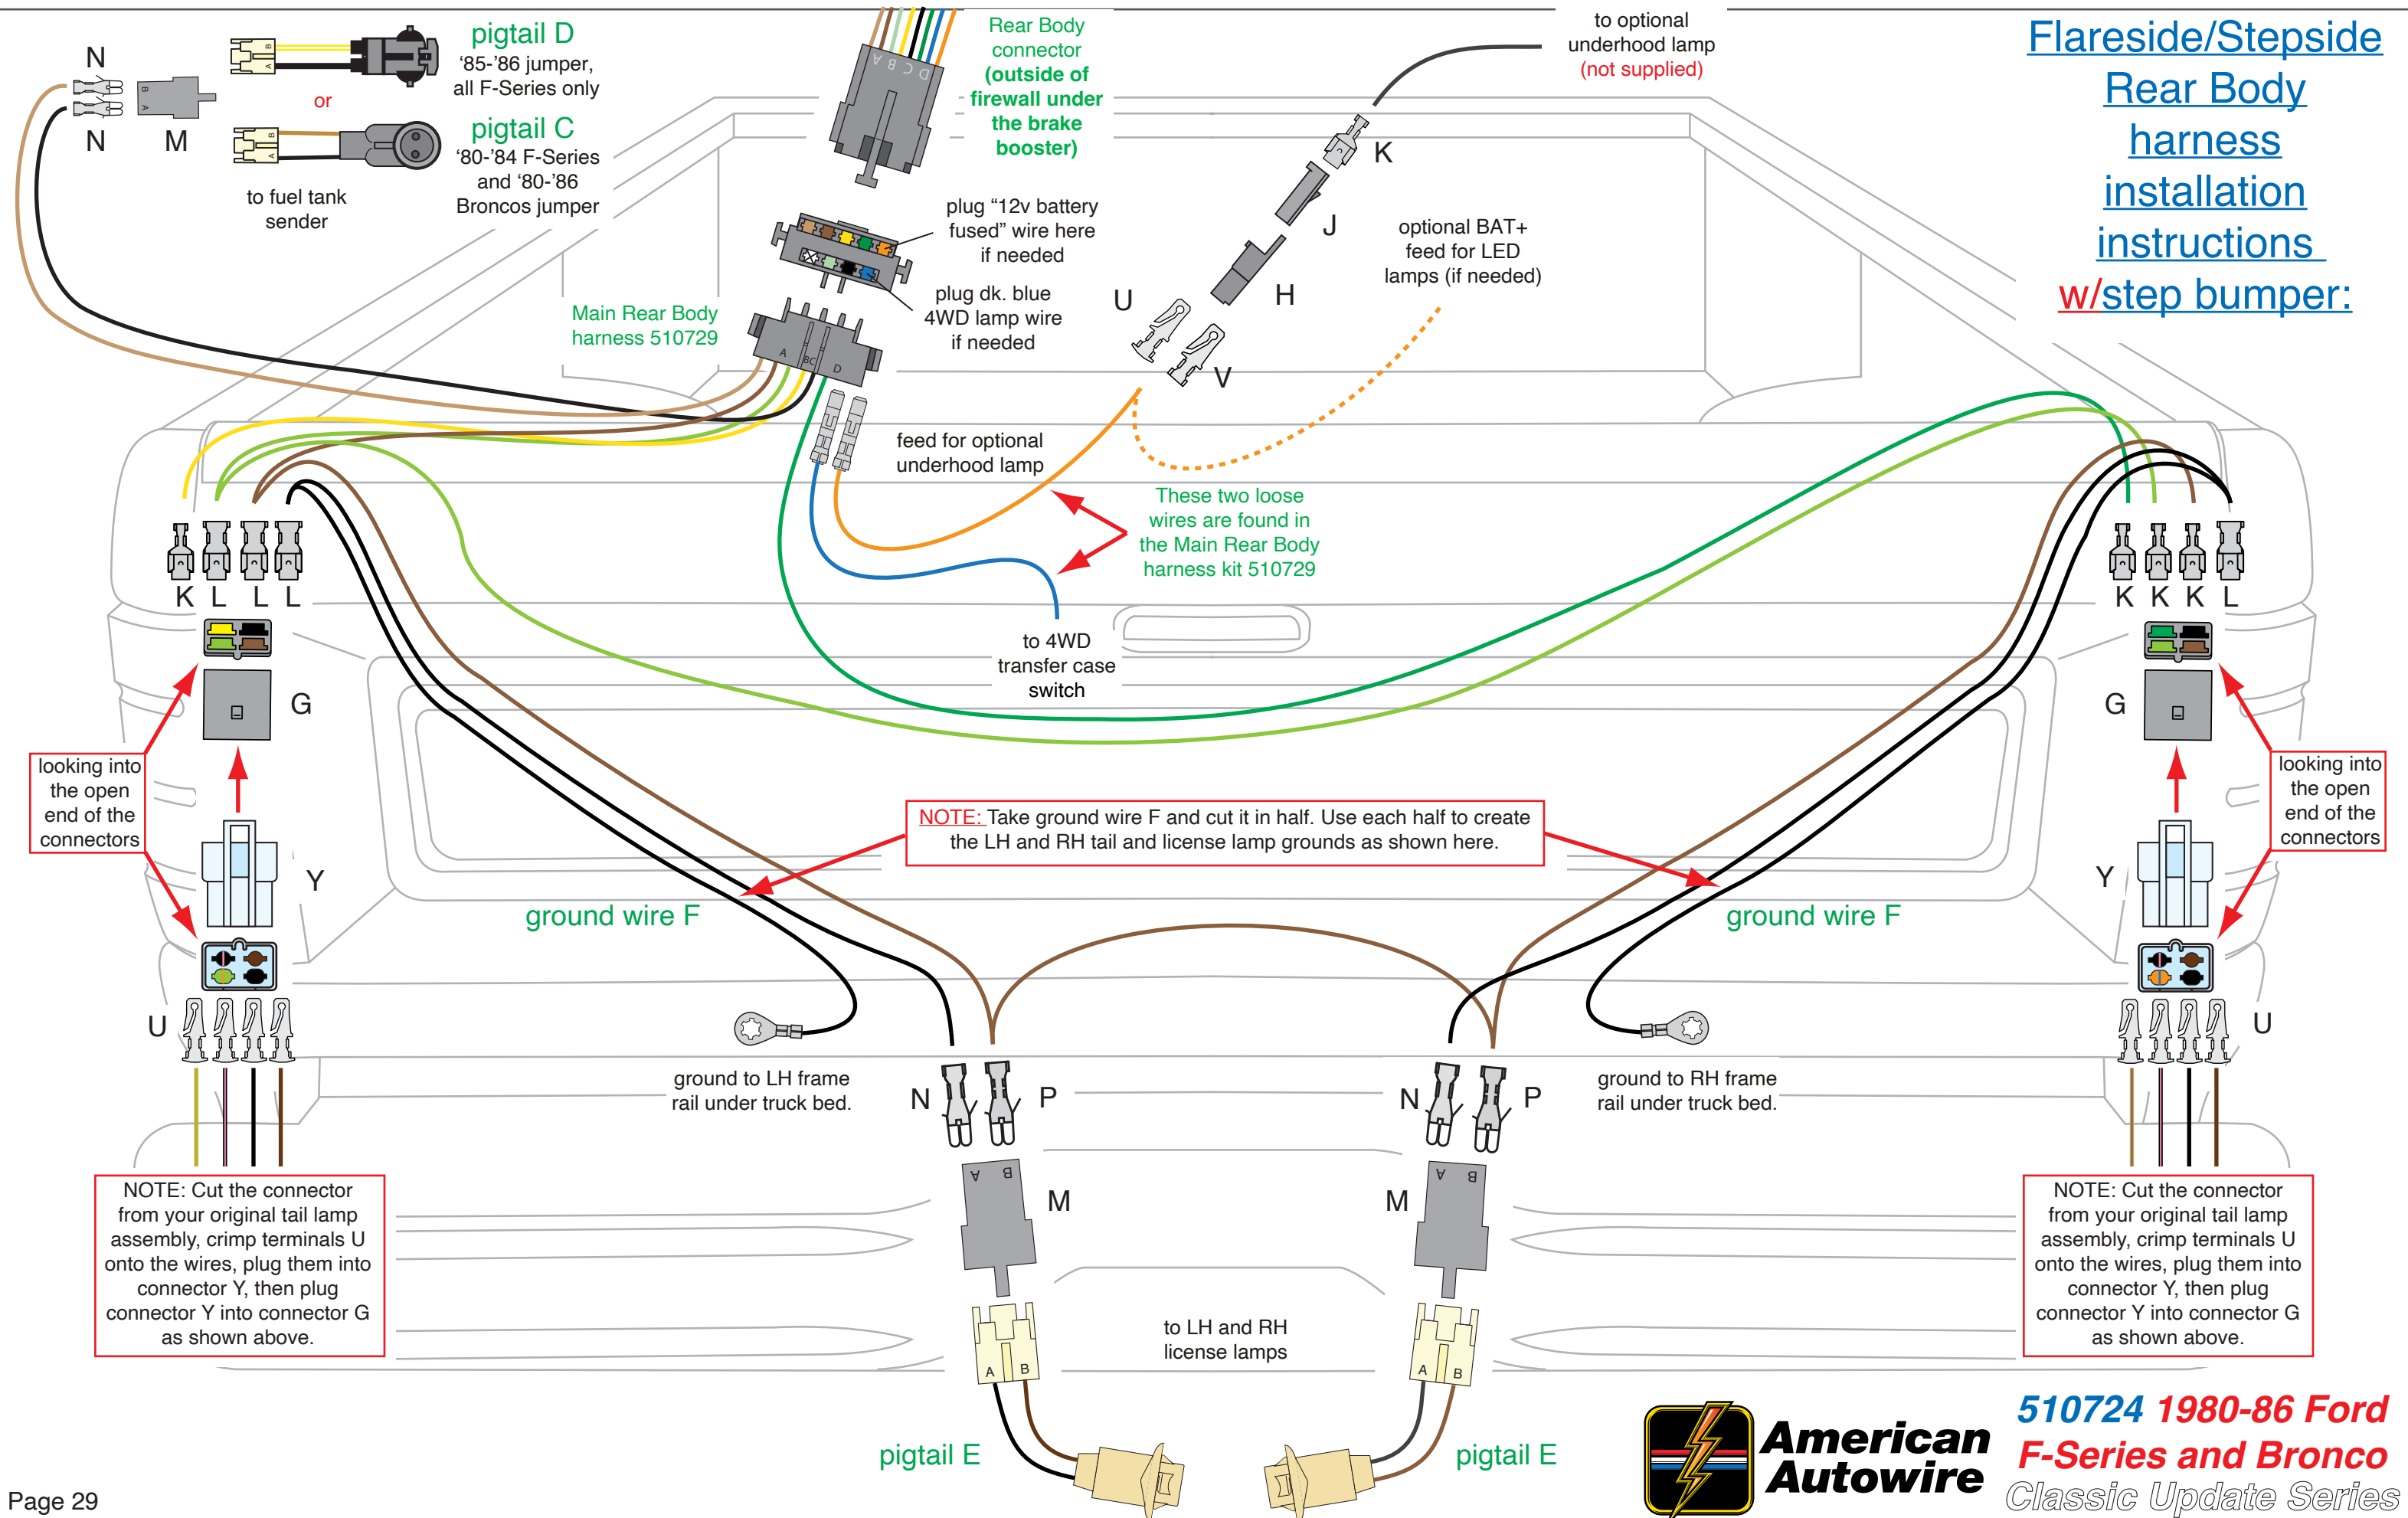 Flareside/Stepside
Rear Body
harness
installation
instructions
w/step bumper:
N
N
M
B
A
B
A
pigtail D
‘85-’86 jumper,
all F-Series only
or
B
A
pigtail C
‘80-’84 F-Series
and ‘80-’86
Broncos jumper
to fuel tank
sender
D C B A
Rear Body
connector
(outside of
firewall under
the brake
booster)
to optional
underhood lamp
(not supplied)
K
J
H
U
V
optional BAT+
feed for LED
lamps (if needed)
plug “12v battery
fused” wire here
if needed
plug dk. blue
4WD lamp wire
if needed
Main Rear Body
harness 510729
A
BC
D
feed for optional
underhood lamp
These two loose
wires are found in
the Main Rear Body
harness kit 510729
to 4WD
transfer case
switch
K L L L
K K K L
G
G
looking into
the open
end of the
connectors
looking into
the open
end of the
connectors
NOTE: Take ground wire F and cut it in half. Use each half to create
the LH and RH tail and license lamp grounds as shown here.
Y
Y
ground wire F
ground wire F
U
U
ground to LH frame
rail under truck bed.
N
P
N
P
ground to RH frame
rail under truck bed.
NOTE: Cut the connector
from your original tail lamp
assembly, crimp terminals U
onto the wires, plug them into
connector Y, then plug
connector Y into connector G
as shown above.
A B
M
M
A B
NOTE: Cut the connector
from your original tail lamp
assembly, crimp terminals U
onto the wires, plug them into
connector Y, then plug
connector Y into connector G
as shown above.
A B
to LH and RH
license lamps
A B
pigtail E
pigtail E
American
Autowire
510724 1980-86 Ford
F-Series and Bronco
Classic Update Series
Page 29